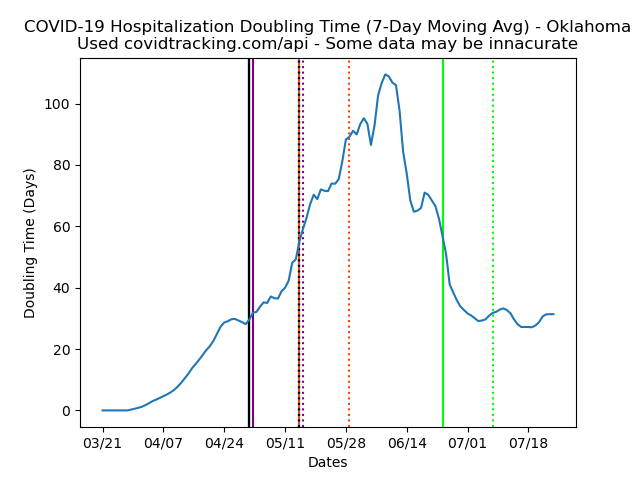 COVID-19 Hospitalization Doubling Time (7-Day Moving Avg) - Oklahoma
Used covidtracking.com/api - Some data may be innacurate
100
80
60
40
20
0
Doubling Time (Days)
03/21 04/07 04/24 05/11 05/28 06/14 07/01 07/18
Dates